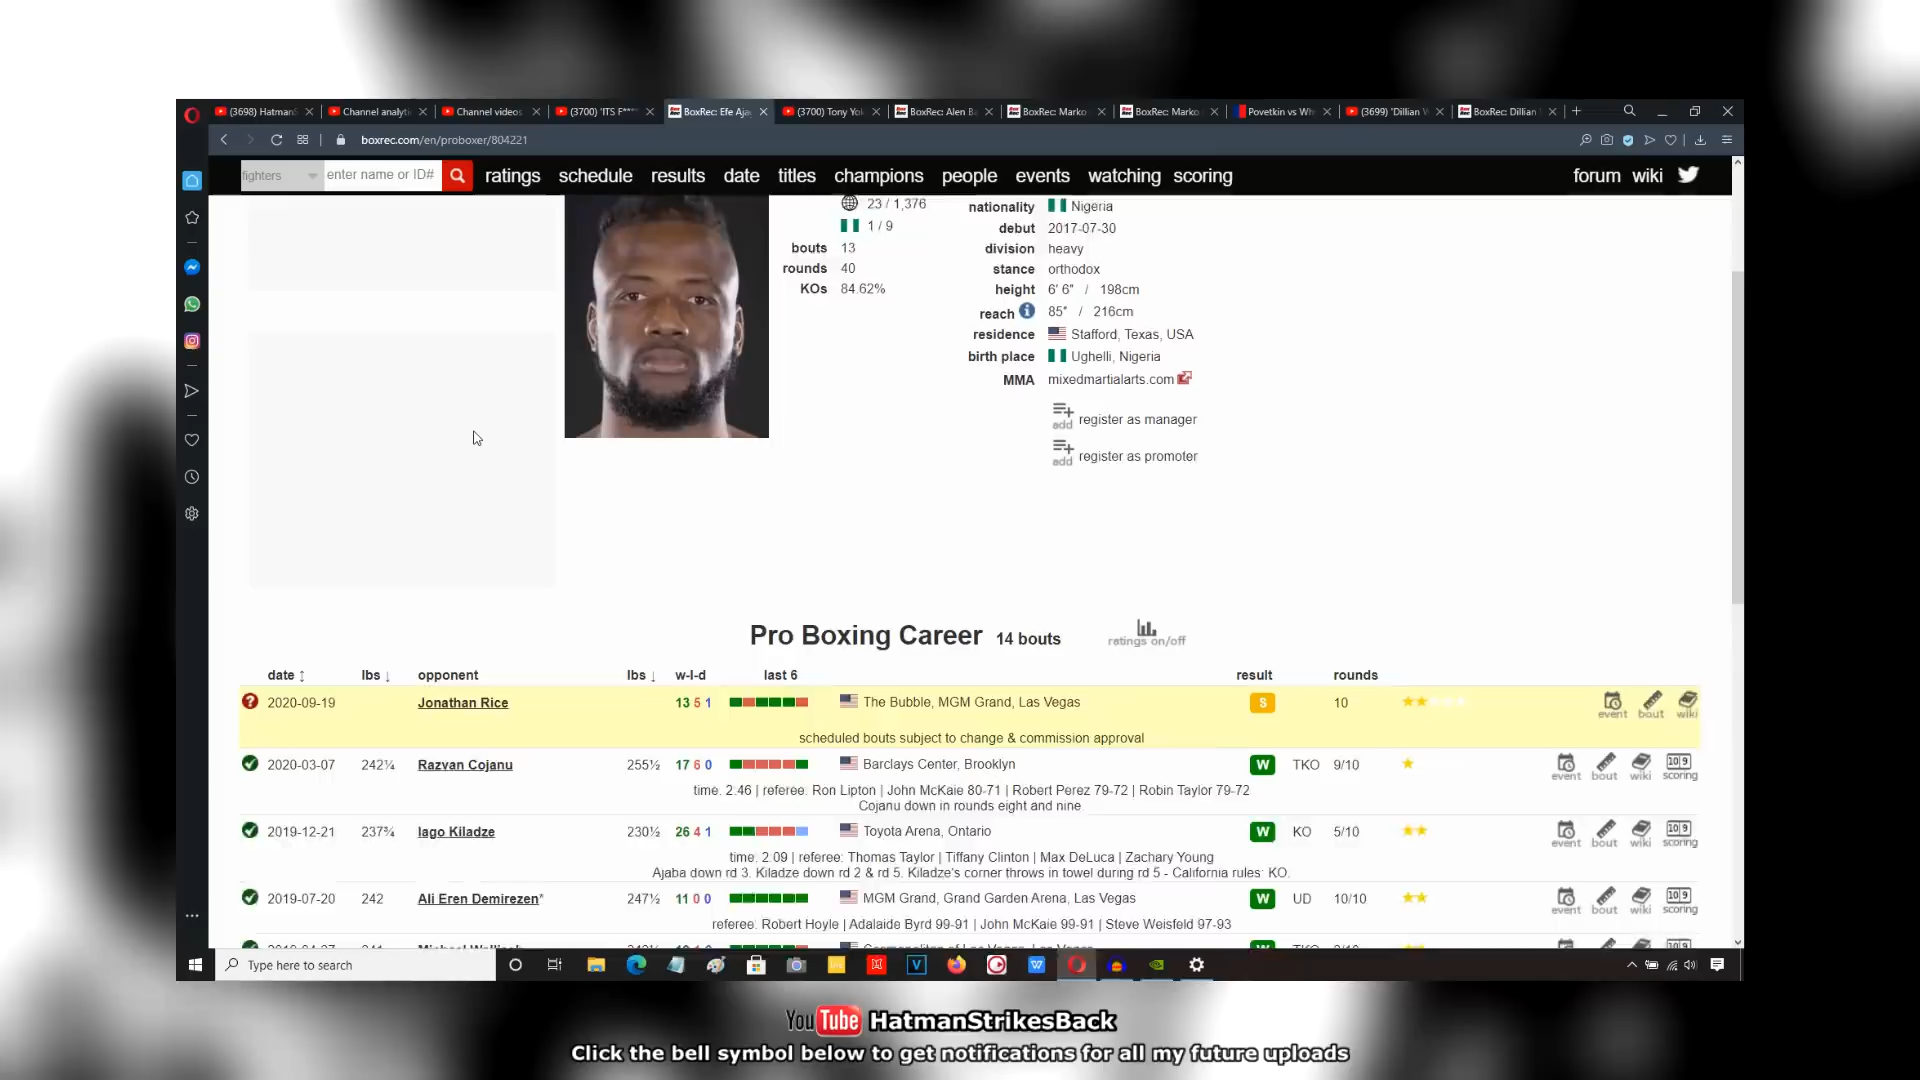 (3698) Hatman
Channel analyti
Channel videos
(3700) 'ITS F****
BoxRec: Efe Aja
(3700) Tony Yok
BoxRec: Alen Ba
BoxRec: Marko
BoxRec: Marko
Povetkin vs Wh
(3699) 'Dillian W
BoxRec: Dillian
boxrec.com/en/proboxer/804221
fighters
enter name or ID#
ratings
schedule
results
date
titles
champions
people
events
watching
scoring
forum
wiki
23 / 1,376
1 / 9
bouts 13
rounds 40
KOs 84.62%
nationality Nigeria
debut 2017-07-30
division heavy
stance orthodox
height 6′ 6″ / 198cm
reach 85″ / 216cm
residence Stafford, Texas, USA
birth place Ughelli, Nigeria
MMA mixedmartialarts.com
add register as manager
add register as promoter
Pro Boxing Career 14 bouts
ratings on/off
date lbs opponent lbs w-l-d last 6 result rounds
2020-09-19 Jonathan Rice 13 5 1 The Bubble, MGM Grand, Las Vegas S 10 event bout wiki
scheduled bouts subject to change & commission approval
2020-03-07 242¼ Razvan Cojanu 255½ 17 6 0 Barclays Center, Brooklyn W TKO 9/10 event bout wiki 10 9 scoring
time: 2:46 | referee: Ron Lipton | John McKaie 80-71 | Robert Perez 79-72 | Robin Taylor 79-72
Cojanu down in rounds eight and nine.
2019-12-21 237¾ Iago Kiladze 230½ 26 4 1 Toyota Arena, Ontario W KO 5/10 event bout wiki 10 9 scoring
time: 2:09 | referee: Thomas Taylor | Tiffany Clinton | Max DeLuca | Zachary Young
Ajaba down rd 3. Kiladze down rd 2 & rd 5. Kiladze's corner throws in towel during rd 5 - California rules: KO.
2019-07-20 242 Ali Eren Demirezen* 247½ 11 0 0 MGM Grand, Grand Garden Arena, Las Vegas W UD 10/10 event bout wiki 10 9 scoring
referee: Robert Hoyle | Adalaide Byrd 99-91 | John McKaie 99-91 | Steve Weisfeld 97-93
Type here to search
YouTube HatmanStrikesBack
Click the bell symbol below to get notifications for all my future uploads